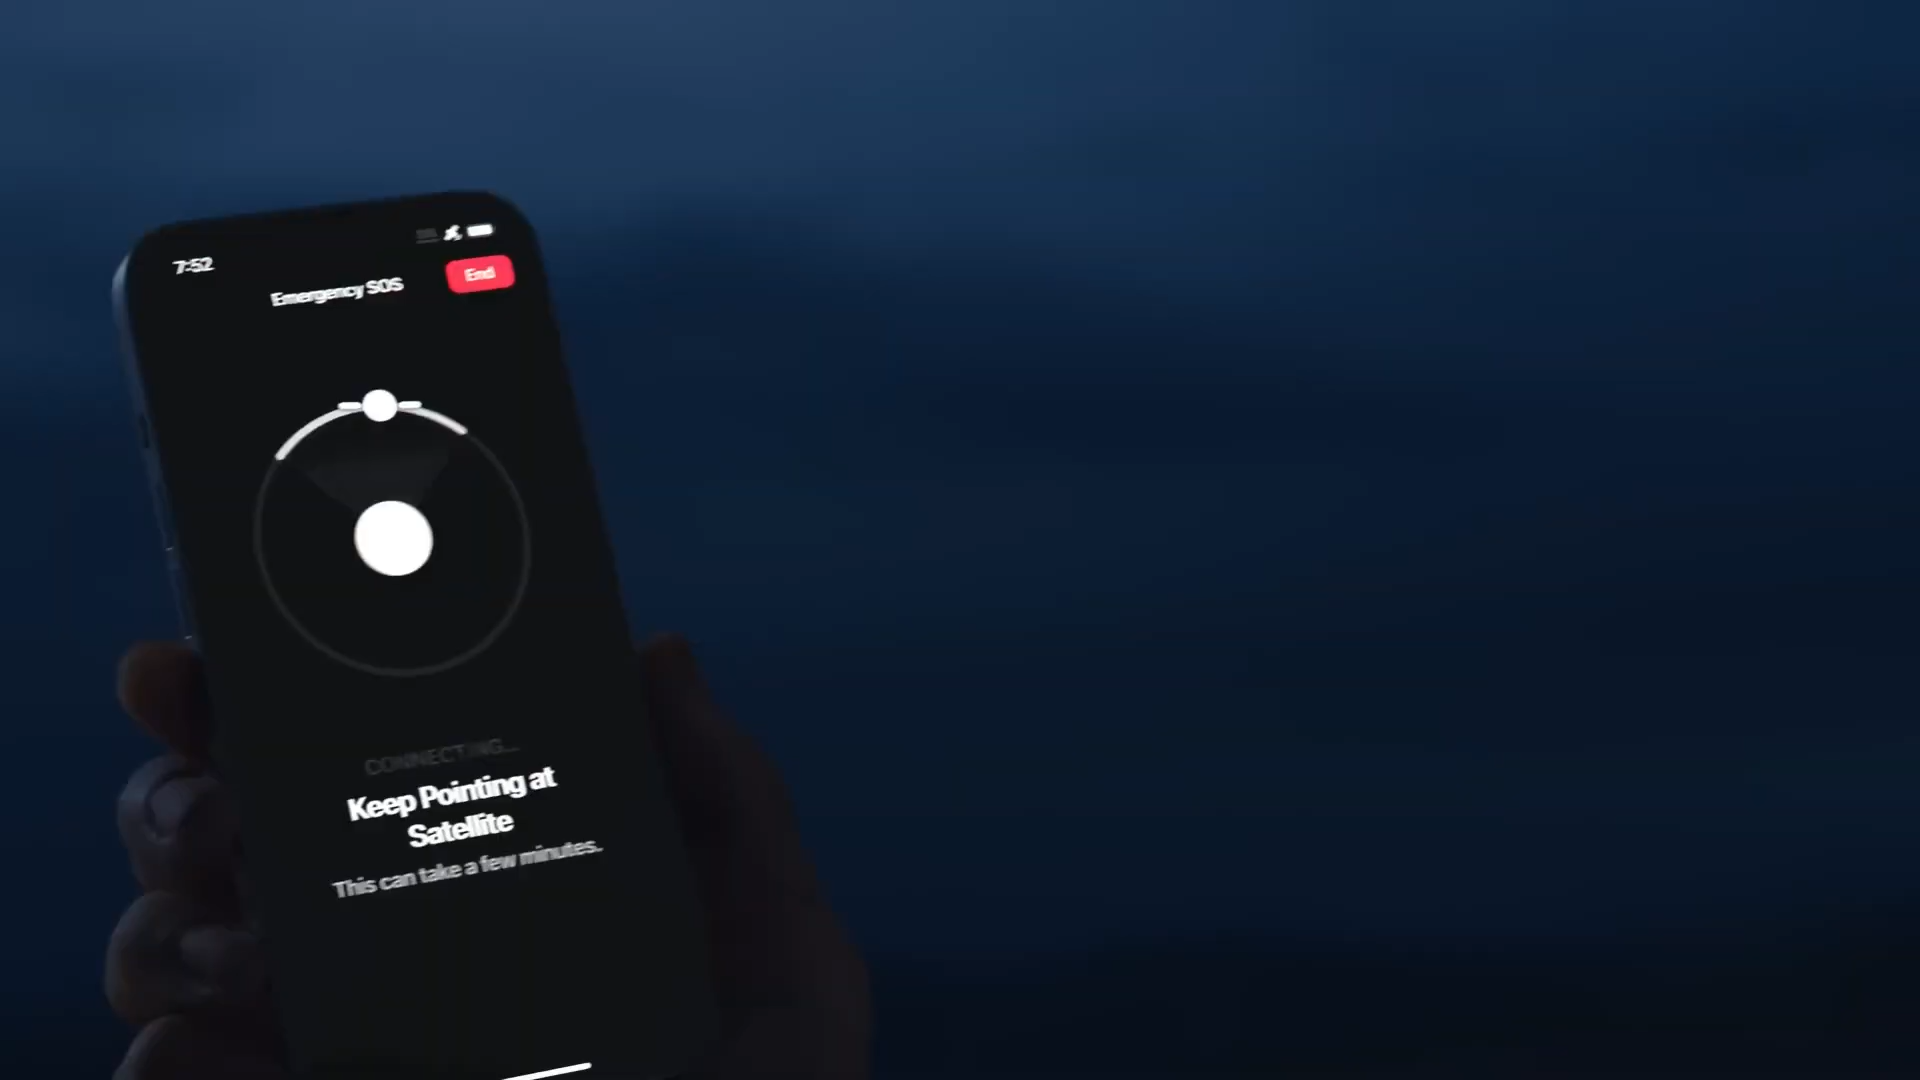 7:52
Emergency SOS
End
CONNECTING...
Keep Pointing at
Satellite
This can take a few minutes.